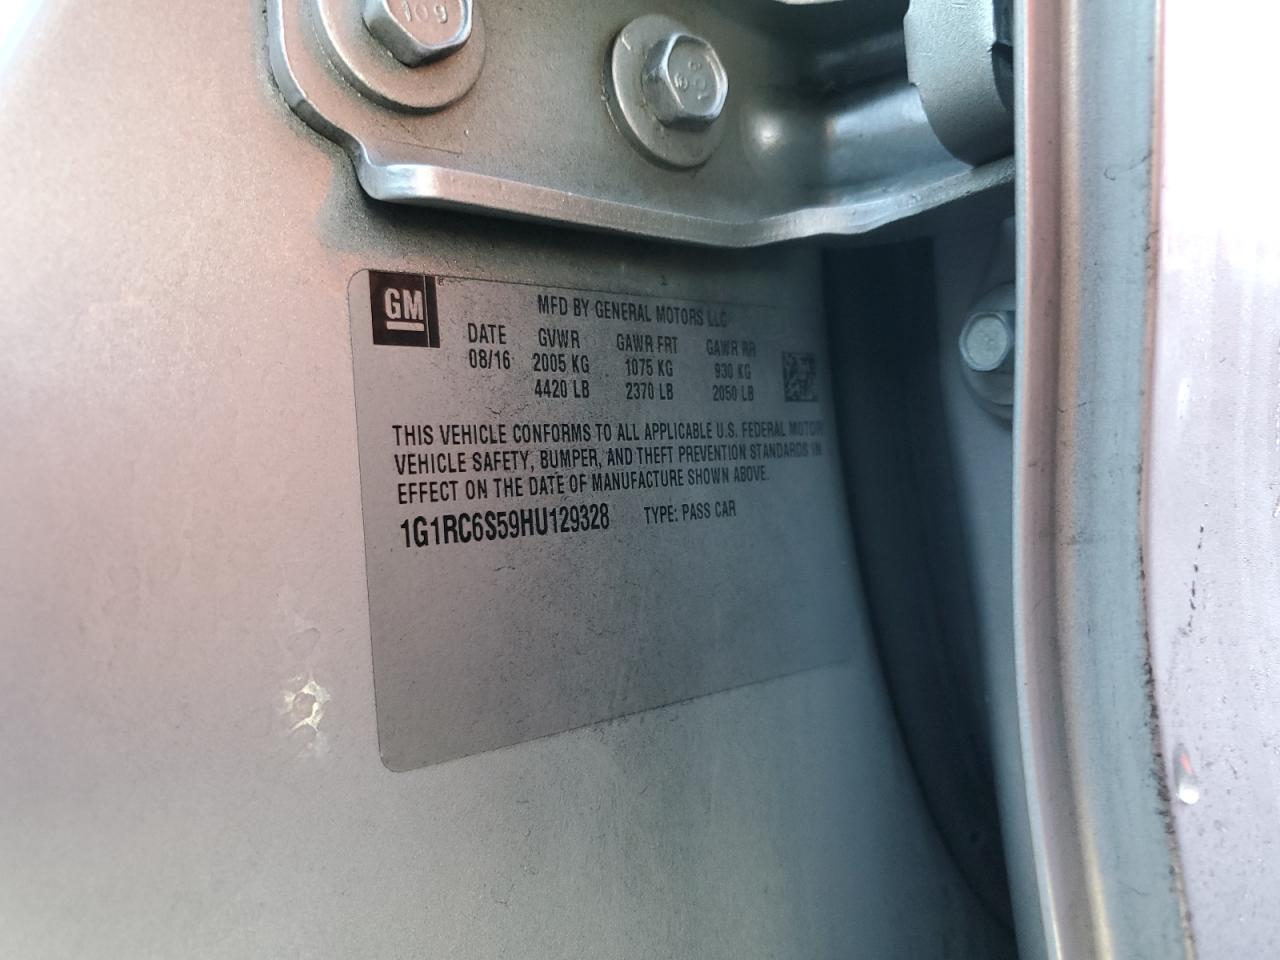 109
GM
MFD BY GENERAL MOTORS LLC
DATE GVWR GAWR FRT GAWR RR
08/16 2005 KG 1075 KG 930 KG
4420 LB 2370 LB 2050 LB
THIS VEHICLE CONFORMS TO ALL APPLICABLE U.S. FEDERAL MOTOR
VEHICLE SAFETY, BUMPER, AND THEFT PREVENTION STANDARDS IN
EFFECT ON THE DATE OF MANUFACTURE SHOWN ABOVE.
1G1RC6S59HU129328 TYPE: PASS CAR